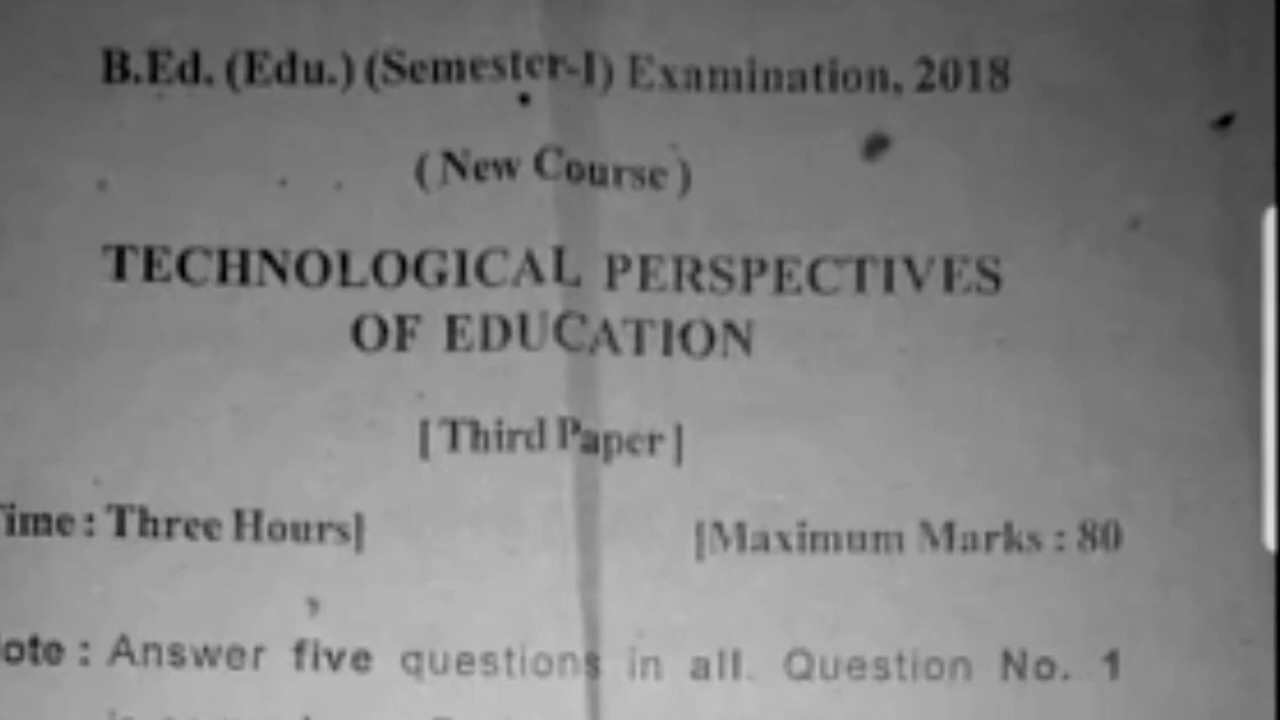 B.Ed. (Edu.) (Semester-I) Examination, 2018
(New Course)
TECHNOLOGICAL PERSPECTIVES
OF EDUCATION
[Third Paper]
ime : Three Hours]
[Maximum Marks : 80
ote : Answer five questions in all. Question No. 1